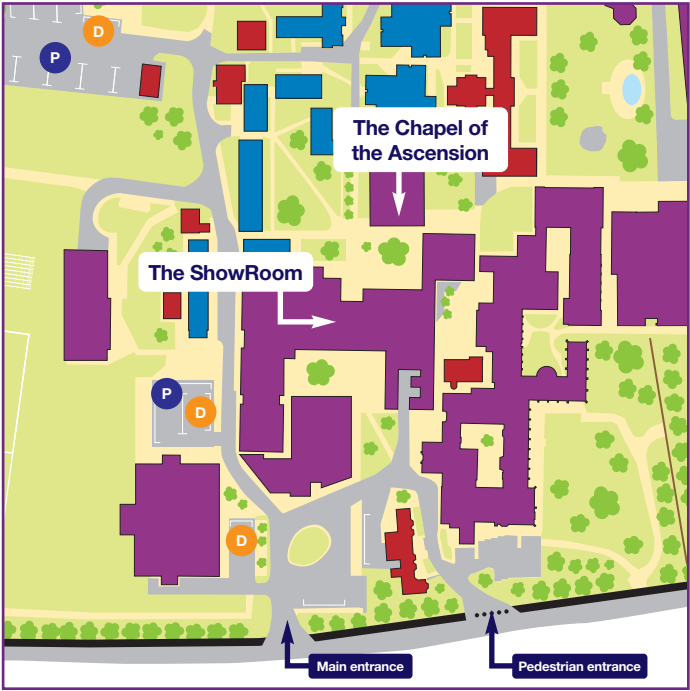 D
P
The Chapel of
the Ascension
The ShowRoom
P
D
D
Main entrance
Pedestrian entrance